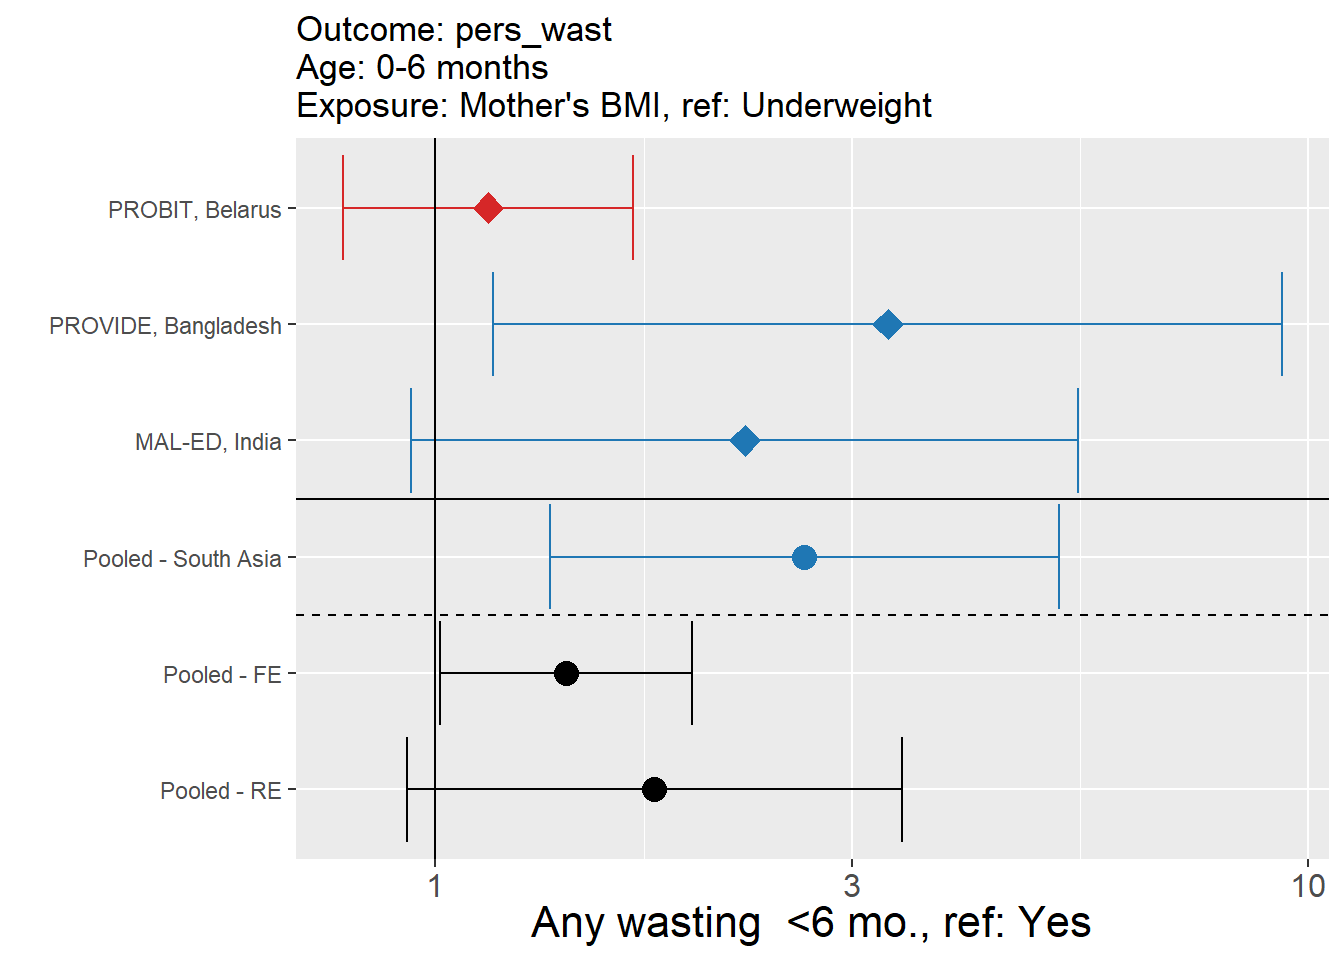 Outcome: pers_wast
Age: 0-6 months
Exposure: Mother's BMI, ref: Underweight
PROBIT, Belarus
PROVIDE, Bangladesh
MAL-ED, India
Pooled - South Asia
Pooled - FE
Pooled - RE
1 3 10
Any wasting  <6 mo., ref: Yes